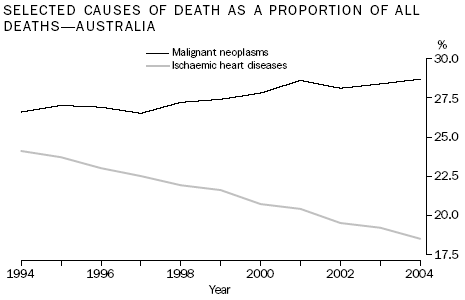 SELECTED CAUSES OF DEATH AS A PROPORTION OF ALL
DEATHS—AUSTRALIA
%
Malignant neoplasms
Ischaemic heart diseases
30.0
27.5
25.0
22.5
20.0
17.5
1994 1996 1998 2000 2002 2004
Year